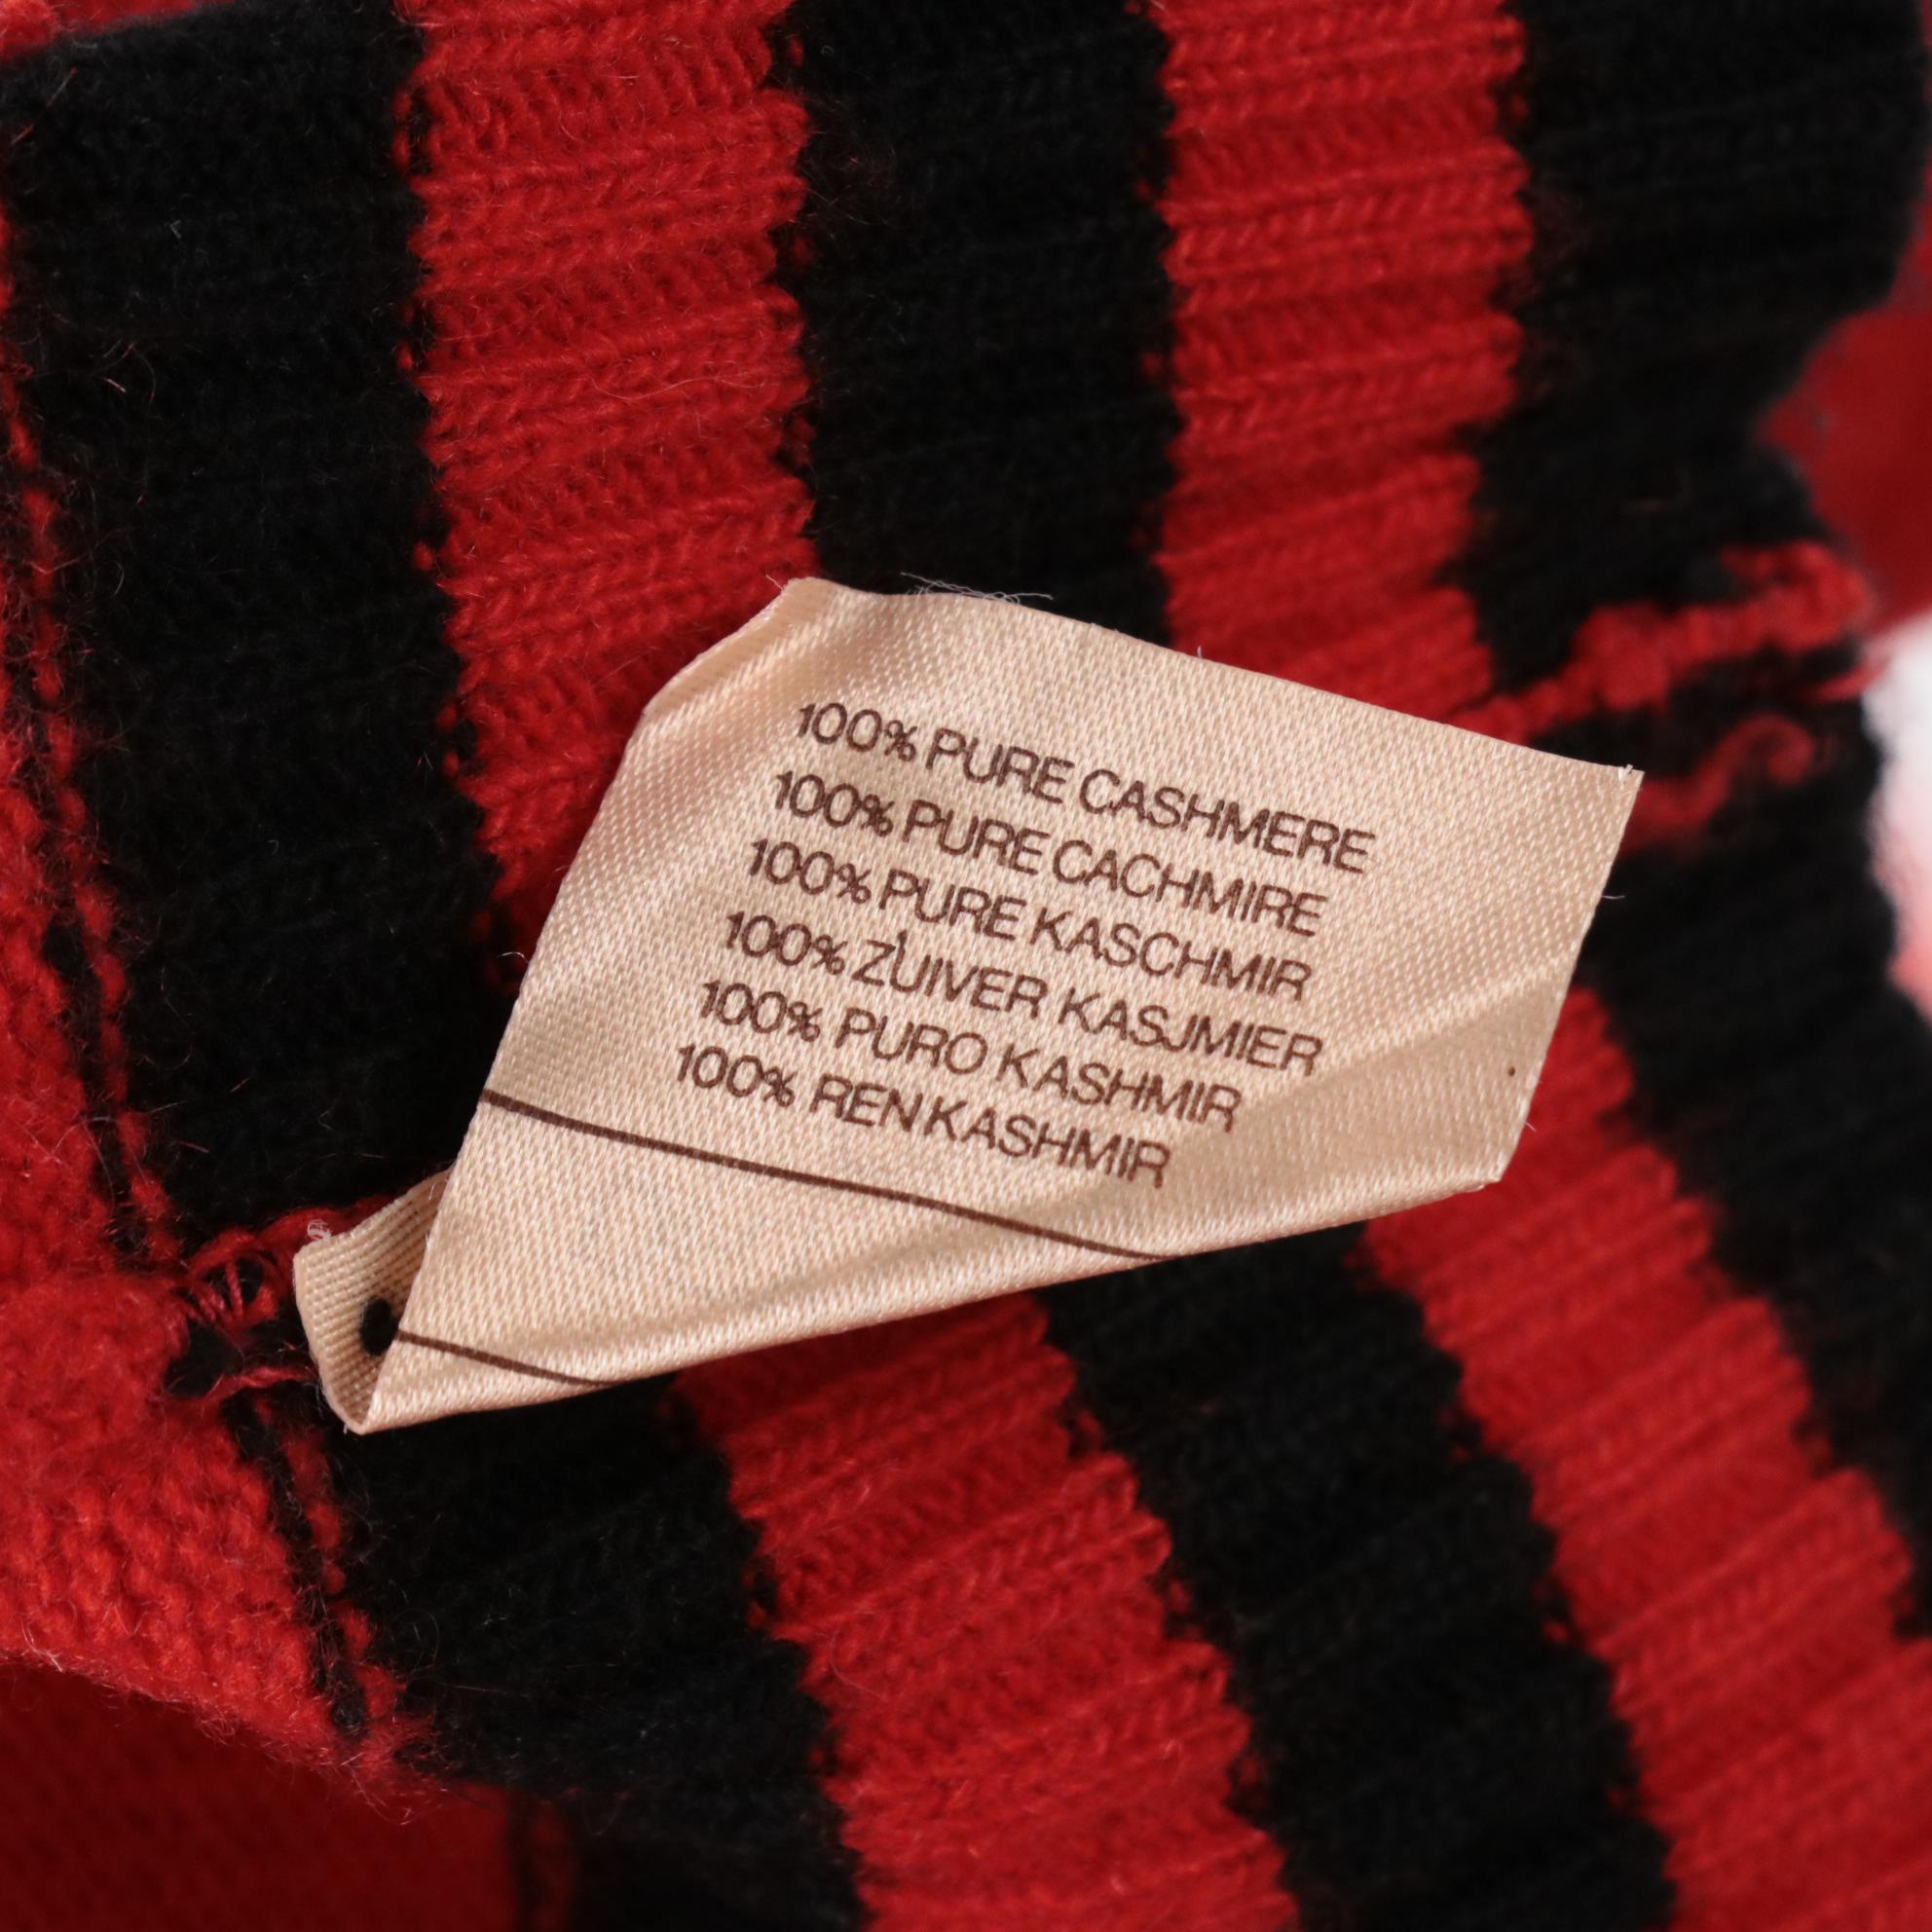 100% PURE CASHMERE
100% PURE CACHMIRE
100% PURE KASCHMIR
100% ZUIVER KASJMIER
100% PURO KASHMIR
100% REN KASHMIR